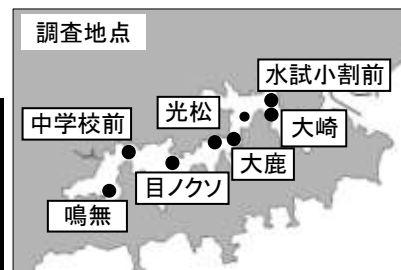 調査地点
水試小割前
光松
中学校前
大崎
大鹿
目ノクソ
鳴無